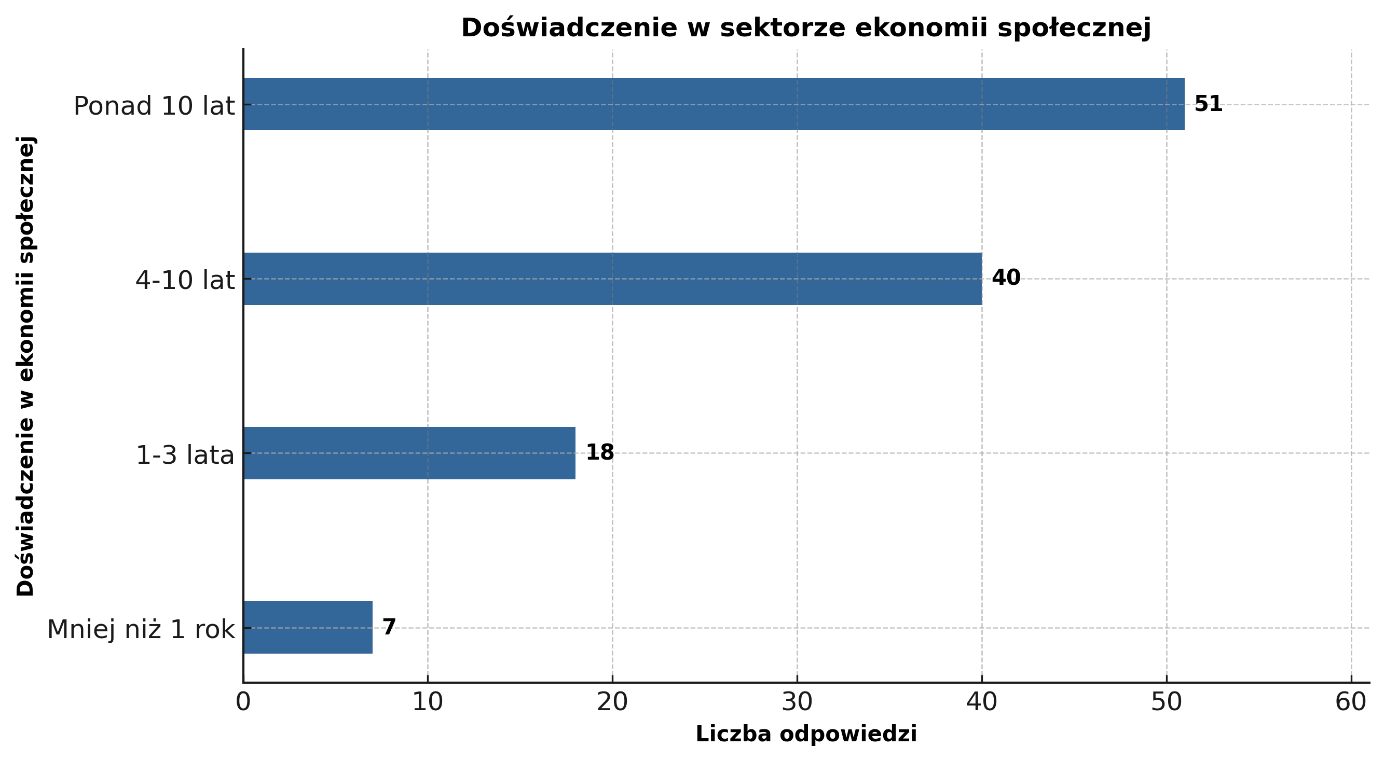 Doświadczenie w sektorze ekonomii społecznej
Doświadczenie w ekonomii społecznej
Ponad 10 lat
51
4-10 lat
40
1-3 lata
18
Mniej niż 1 rok
7
0 10 20 30 40 50 60
Liczba odpowiedzi